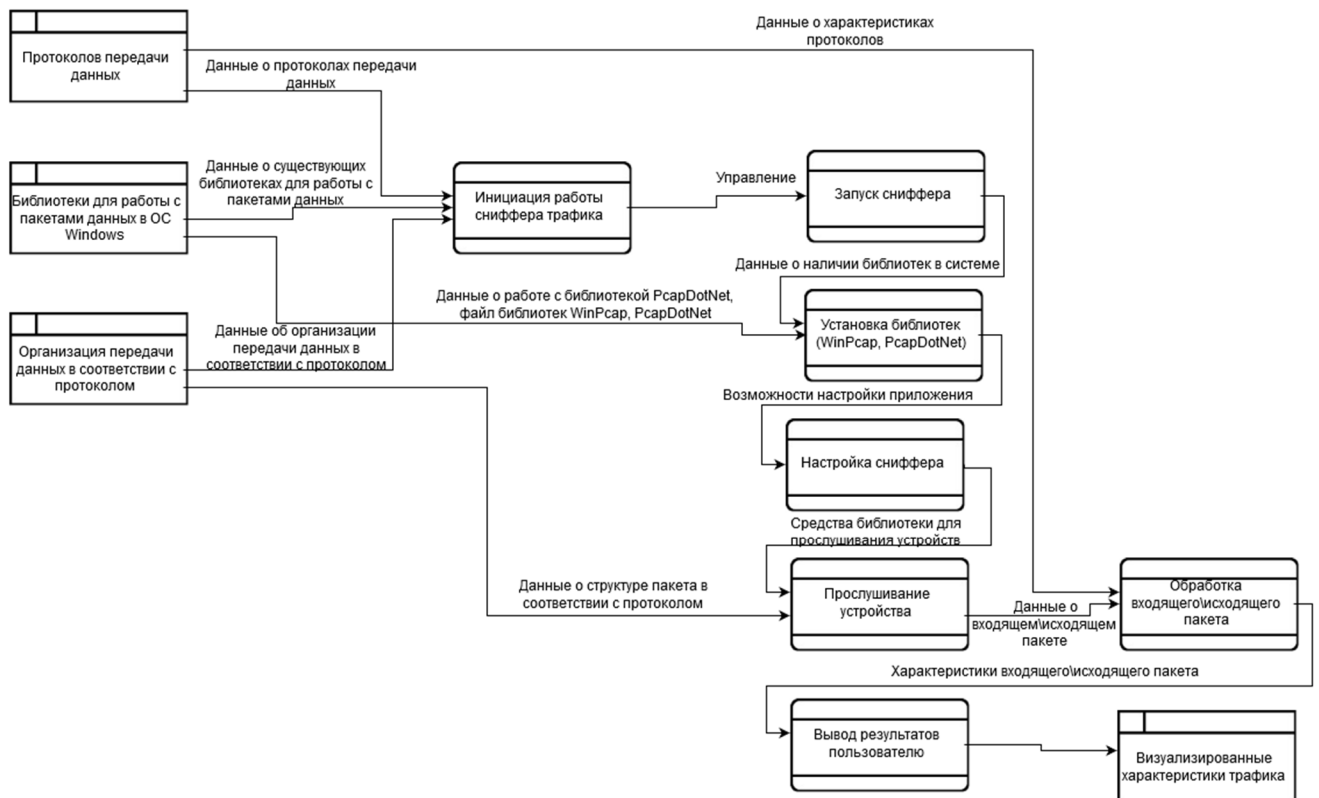 Данные о характеристиках
протоколов
Протоколов передачи
данных
Данные о протоколах передачи
данных
Данные о существующих
библиотеках для работы с
пакетами данных
Библиотеки для работы с
пакетами данных в ОС
Windows
Инициация работы
сниффера трафика
Управление
Запуск сниффера
Данные о наличии библиотек в системе
Данные о работе с библиотекой PcapDotNet,
файл библиотек WinPcap, PcapDotNet
Установка библиотек
(WinPcap, PcapDotNet)
Организация передачи
данных в соответствии с
протоколом
Данные об организации
передачи данных в
соответствии с протоколом
Возможности настройки приложения
Настройка сниффера
Средства библиотеки для
прослушивания устройств
Данные о структуре пакета в
соответствии с протоколом
Прослушивание
устройства
Данные о
входящем\исходящем
пакете
Обработка
входящего\исходящего
пакета
Характеристики входящего\исходящего пакета
Вывод результатов
пользователю
Визуализированные
характеристики трафика